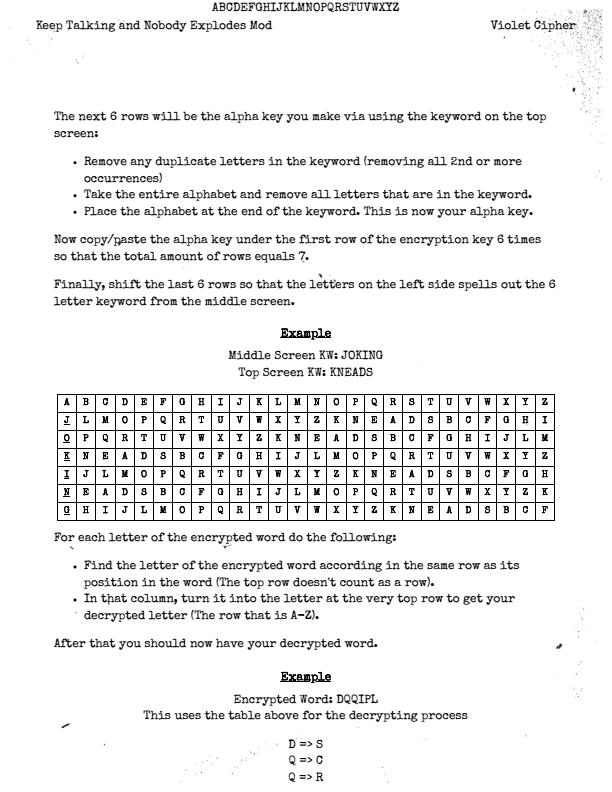 ABCDEFGHIJKLMNOPQRSTUVWXYZ
Keep Talking and Nobody Explodes Mod Violet Cipher
The next 6 rows will be the alpha key you make via using the keyword on the top
screen:
• Remove any duplicate letters in the keyword (removing all 2nd or more
occurrences)
• Take the entire alphabet and remove all letters that are in the keyword.
• Place the alphabet at the end of the keyword. This is now your alpha key.
Now copy/paste the alpha key under the first row of the encryption key 6 times
so that the total amount of rows equals 7.
Finally, shift the last 6 rows so that the letters on the left side spells out the 6
letter keyword from the middle screen.
Example
Middle Screen KW: JOKING
Top Screen KW: KNEADS
A B C D E F G H I J K L M N O P Q R S T U V W X Y Z
J L M O P Q R T U V W X Y Z K N E A D S B C F G H I
O P Q R T U V W X Y Z K N E A D S B C F G H I J L M
K N E A D S B C F G H I J L M O P Q R T U V W X Y Z
I J L M O P Q R T U V W X Y Z K N E A D S B C F G H
N E A D S B C F G H I J L M O P Q R T U V W X Y Z K
G H I J L M O P Q R T U V W X Y Z K N E A D S B C F
For each letter of the encrypted word do the following:
• Find the letter of the encrypted word according in the same row as its
position in the word (The top row doesn't count as a row).
• In that column, turn it into the letter at the very top row to get your
decrypted letter (The row that is A-Z).
After that you should now have your decrypted word.
Example
Encrypted Word: DQQIPL
This uses the table above for the decrypting process
D => S
Q => C
Q => R